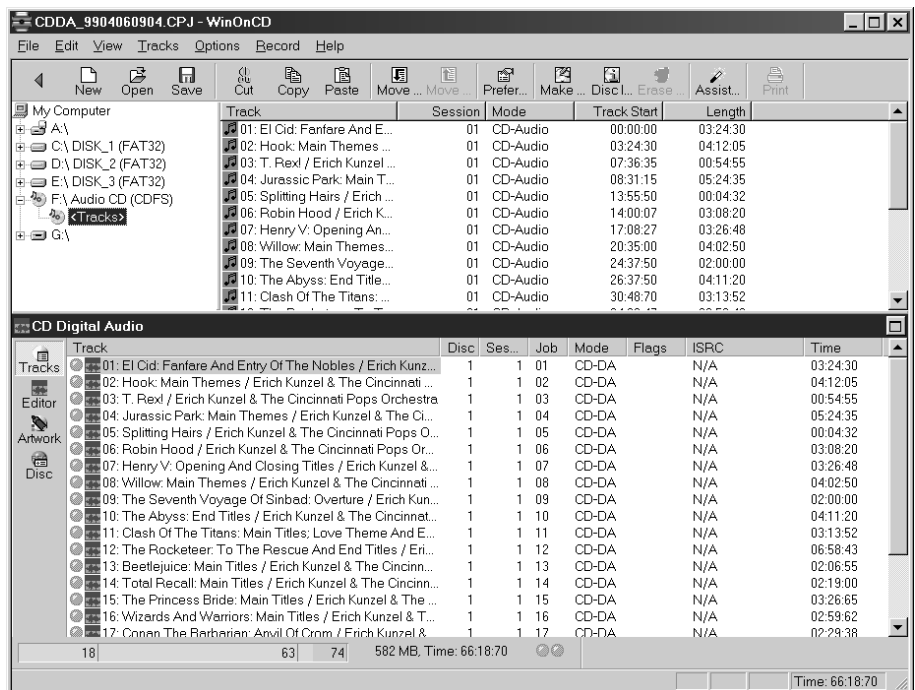 CDDA_9904060904.CPJ - WinOnCD
File Edit View Tracks Options Record Help
New Open Save Cut Copy Paste Move ... Move ... Prefer... Make ... Disc I... Erase ... Assist... Print
My Computer
A:\
C:\ DISK_1 (FAT32)
D:\ DISK_2 (FAT32)
E:\ DISK_3 (FAT32)
F:\ Audio CD (CDFS)
<Tracks>
G:\
Track Session Mode Track Start Length
01: El Cid: Fanfare And E... 01 CD-Audio 00:00:00 03:24:30
02: Hook: Main Themes ... 01 CD-Audio 03:24:30 04:12:05
03: T. Rex! / Erich Kunzel ... 01 CD-Audio 07:36:35 00:54:55
04: Jurassic Park: Main T... 01 CD-Audio 08:31:15 05:24:35
05: Splitting Hairs / Erich ... 01 CD-Audio 13:55:50 00:04:32
06: Robin Hood / Erich K... 01 CD-Audio 14:00:07 03:08:20
07: Henry V: Opening An... 01 CD-Audio 17:08:27 03:26:48
08: Willow: Main Themes... 01 CD-Audio 20:35:00 04:02:50
09: The Seventh Voyage... 01 CD-Audio 24:37:50 02:00:00
10: The Abyss: End Title... 01 CD-Audio 26:37:50 04:11:20
11: Clash Of The Titans: ... 01 CD-Audio 30:48:70 03:13:52
CD Digital Audio
Tracks
Editor
Artwork
Disc
Track Disc Ses... Job Mode Flags ISRC Time
01: El Cid: Fanfare And Entry Of The Nobles / Erich Kunz... 1 1 01 CD-DA N/A 03:24:30
02: Hook: Main Themes / Erich Kunzel & The Cincinnati ... 1 1 02 CD-DA N/A 04:12:05
03: T. Rex! / Erich Kunzel & The Cincinnati Pops Orchestra 1 1 03 CD-DA N/A 00:54:55
04: Jurassic Park: Main Themes / Erich Kunzel & The Ci... 1 1 04 CD-DA N/A 05:24:35
05: Splitting Hairs / Erich Kunzel & The Cincinnati Pops O... 1 1 05 CD-DA N/A 00:04:32
06: Robin Hood / Erich Kunzel & The Cincinnati Pops Or... 1 1 06 CD-DA N/A 03:08:20
07: Henry V: Opening And Closing Titles / Erich Kunzel &... 1 1 07 CD-DA N/A 03:26:48
08: Willow: Main Themes / Erich Kunzel & The Cincinnati ... 1 1 08 CD-DA N/A 04:02:50
09: The Seventh Voyage Of Sinbad: Overture / Erich Kun... 1 1 09 CD-DA N/A 02:00:00
10: The Abyss: End Titles / Erich Kunzel & The Cincinnat... 1 1 10 CD-DA N/A 04:11:20
11: Clash Of The Titans: Main Titles; Love Theme And E... 1 1 11 CD-DA N/A 03:13:52
12: The Rocketeer: To The Rescue And End Titles / Eri... 1 1 12 CD-DA N/A 06:58:43
13: Beetlejuice: Main Titles / Erich Kunzel & The Cincinn... 1 1 13 CD-DA N/A 02:06:55
14: Total Recall: Main Titles / Erich Kunzel & The Cincinn... 1 1 14 CD-DA N/A 02:19:00
15: The Princess Bride: Main Titles / Erich Kunzel & The ... 1 1 15 CD-DA N/A 03:26:65
16: Wizards And Warriors: Main Titles / Erich Kunzel & T... 1 1 16 CD-DA N/A 02:59:62
17: Conan The Barbarian: Anvil Of Crom / Erich Kunzel & 1 1 17 CD-DA N/A 02:29:38
18 63 74 582 MB, Time: 66:18:70
Time: 66:18:70